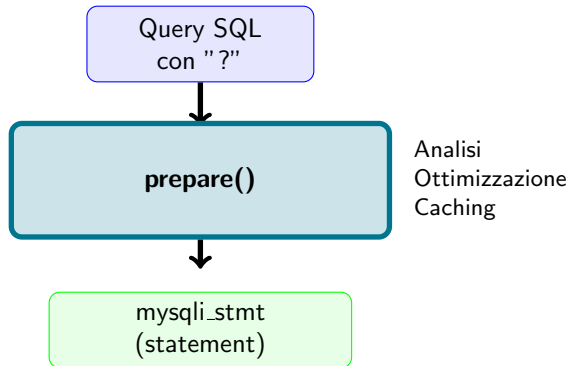 Query SQL
con "?"
prepare()
Analisi
Ottimizzazione
Caching
mysqli_stmt
(statement)